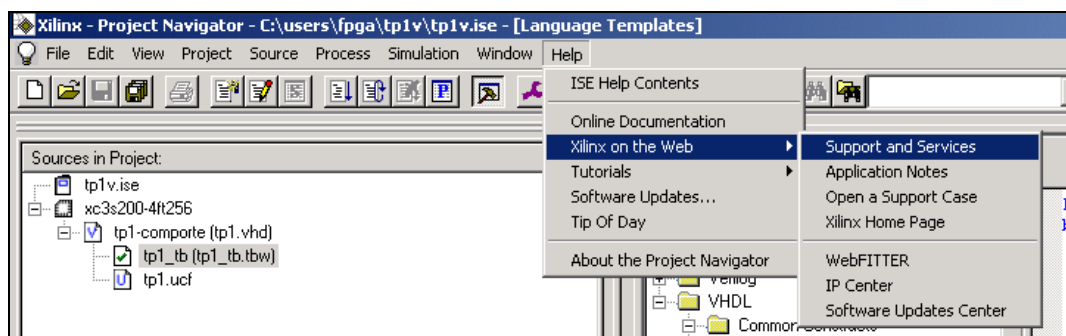 Xilinx - Project Navigator - C:\users\fpga\tp1v\tp1v.ise - [Language Templates]
File Edit View Project Source Process Simulation Window Help
ISE Help Contents
Online Documentation
Xilinx on the Web
Tutorials
Software Updates...
Tip Of Day
About the Project Navigator
Support and Services
Application Notes
Open a Support Case
Xilinx Home Page
WebFITTER
IP Center
Software Updates Center
Sources in Project:
tp1v.ise
xc3s200-4ft256
tp1-comporte (tp1.vhd)
tp1_tb (tp1_tb.tbw)
tp1.ucf
Verilog
VHDL
Common Constructs